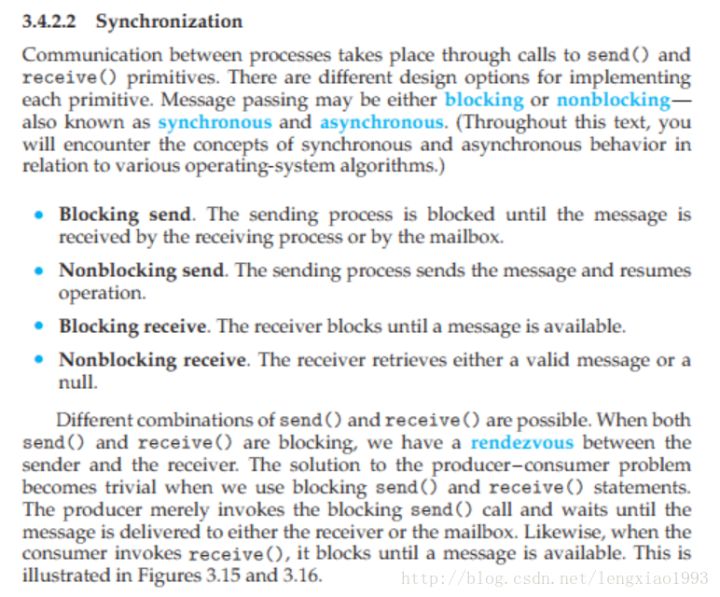 3.4.2.2 Synchronization
Communication between processes takes place through calls to send() and
receive() primitives. There are different design options for implementing
each primitive. Message passing may be either blocking or nonblocking—
also known as synchronous and asynchronous. (Throughout this text, you
will encounter the concepts of synchronous and asynchronous behavior in
relation to various operating-system algorithms.)
• Blocking send. The sending process is blocked until the message is
received by the receiving process or by the mailbox.
• Nonblocking send. The sending process sends the message and resumes
operation.
• Blocking receive. The receiver blocks until a message is available.
• Nonblocking receive. The receiver retrieves either a valid message or a
null.
Different combinations of send() and receive() are possible. When both
send() and receive() are blocking, we have a rendezvous between the
sender and the receiver. The solution to the producer–consumer problem
becomes trivial when we use blocking send() and receive() statements.
The producer merely invokes the blocking send() call and waits until the
message is delivered to either the receiver or the mailbox. Likewise, when the
consumer invokes receive(), it blocks until a message is available. This is
illustrated in Figures 3.15 and 3.16.
http://blog.csdn.net/lengxiao1993